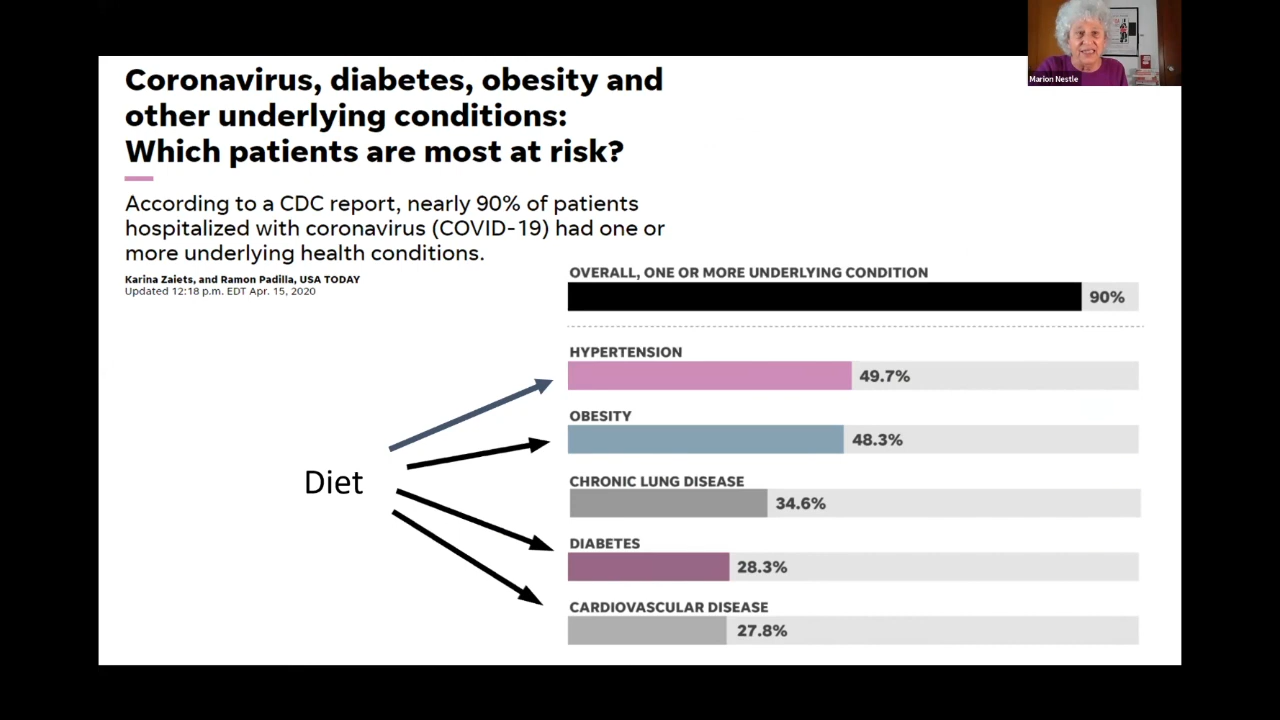 Marion Nestle
Coronavirus, diabetes, obesity and
other underlying conditions:
Which patients are most at risk?
According to a CDC report, nearly 90% of patients
hospitalized with coronavirus (COVID-19) had one or
more underlying health conditions.
Karina Zaiets, and Ramon Padilla, USA TODAY
Updated 12:18 p.m. EDT Apr. 15, 2020
OVERALL, ONE OR MORE UNDERLYING CONDITION
90%
HYPERTENSION
49.7%
OBESITY
48.3%
Diet
CHRONIC LUNG DISEASE
34.6%
DIABETES
28.3%
CARDIOVASCULAR DISEASE
27.8%